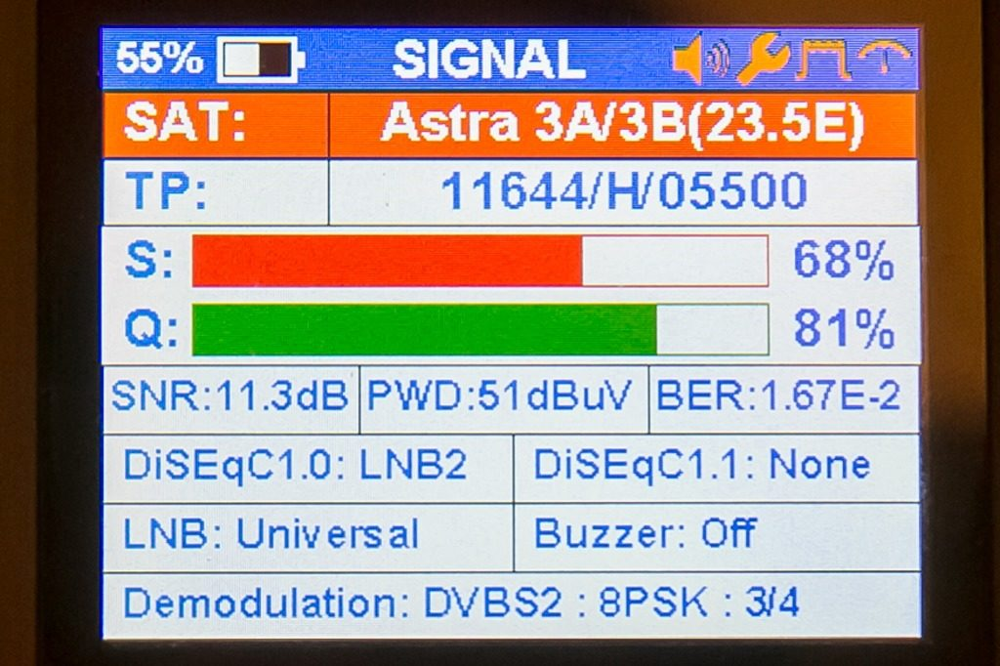 55% SIGNAL
SAT: Astra 3A/3B(23.5E)
TP: 11644/H/05500
S: 68%
Q: 81%
SNR:11.3dB PWD:51dBuV BER:1.67E-2
DiSEqC1.0: LNB2 DiSEqC1.1: None
LNB: Universal Buzzer: Off
Demodulation: DVBS2 : 8PSK : 3/4